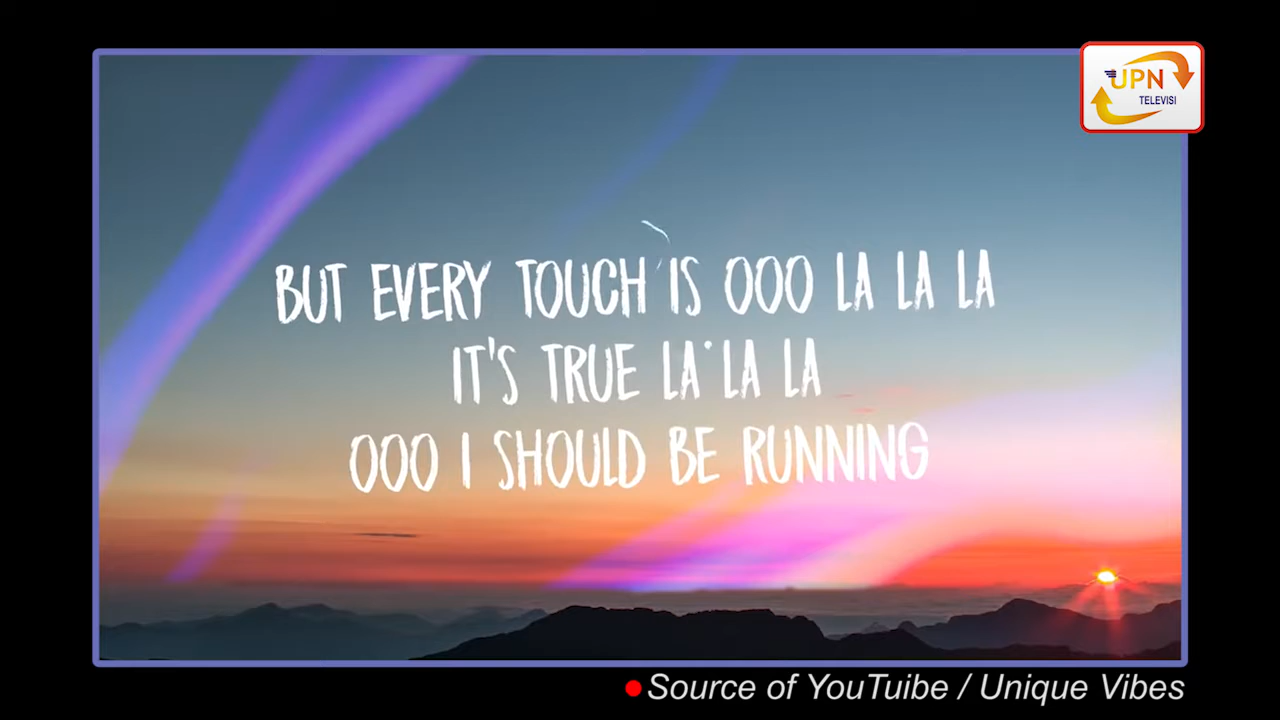 UPN
TELEVISI
BUT EVERY TOUCH IS OOO LA LA LA
IT'S TRUE LA LA LA
OOO I SHOULD BE RUNNING
Source of YouTuibe / Unique Vibes